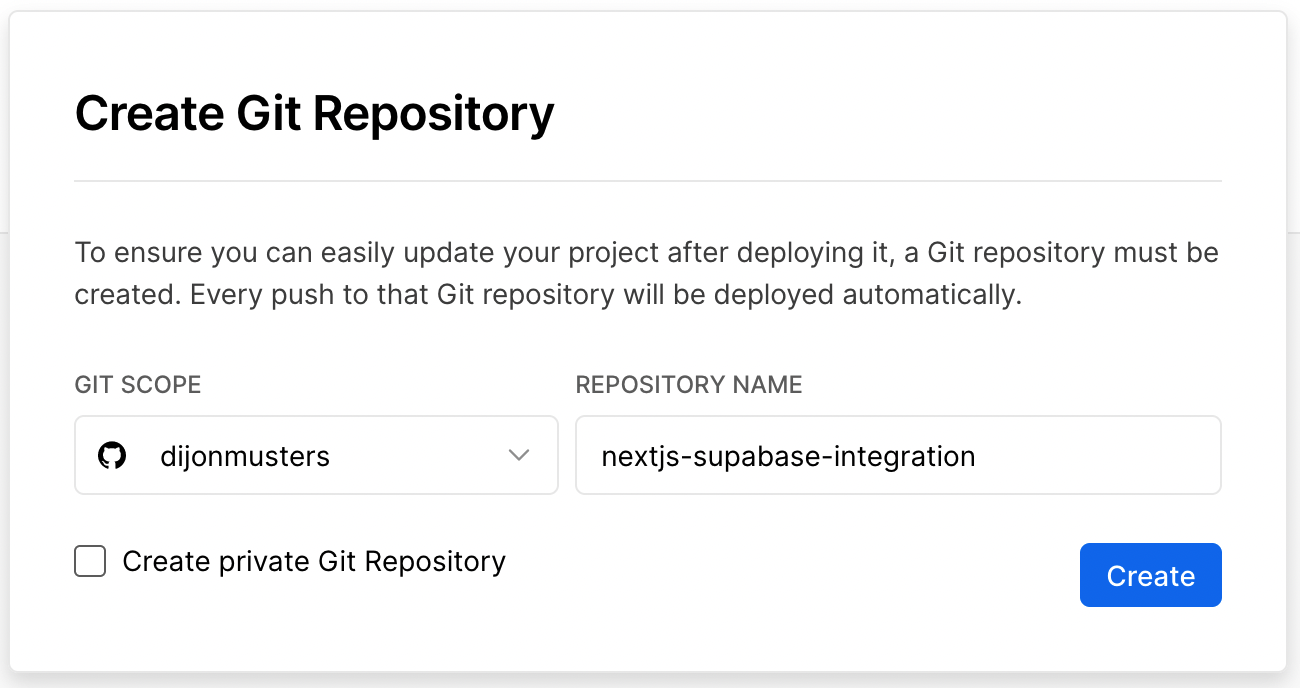 Create Git Repository
To ensure you can easily update your project after deploying it, a Git repository must be
created. Every push to that Git repository will be deployed automatically.
GIT SCOPE
REPOSITORY NAME
dijonmusters
nextjs-supabase-integration
Create private Git Repository
Create